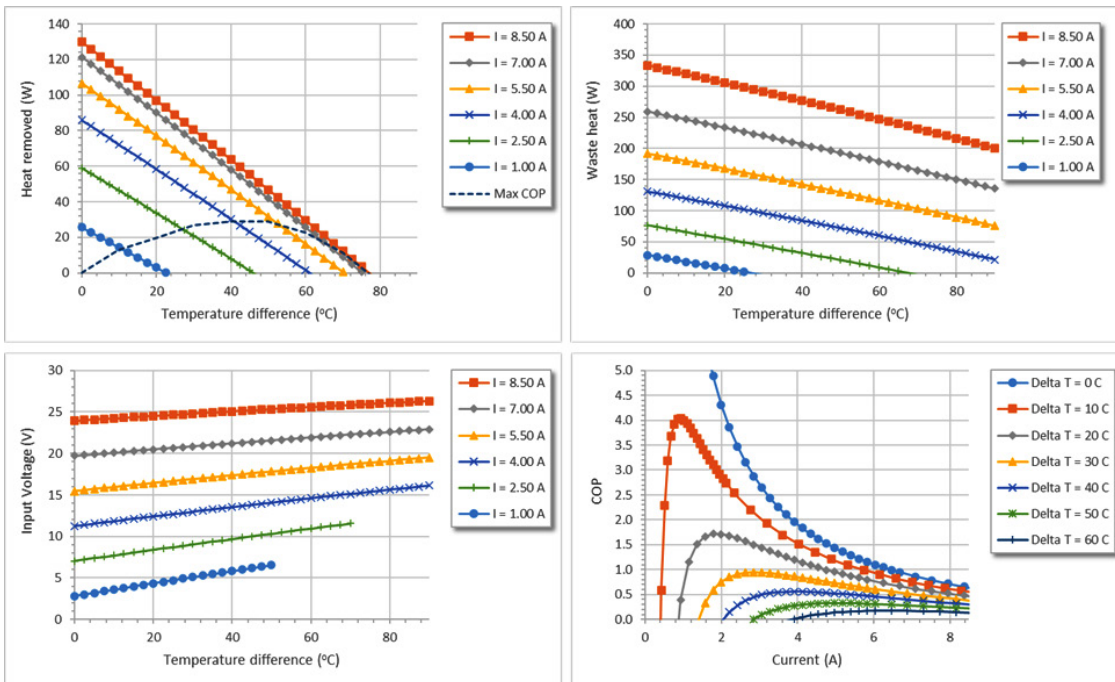 140
120
100
80
60
40
20
0
Heat removed (W)
0 20 40 60 80
Temperature difference (°C)
I = 8.50 A
I = 7.00 A
I = 5.50 A
I = 4.00 A
I = 2.50 A
I = 1.00 A
Max COP
400
350
300
250
200
150
100
50
0
Waste heat (W)
0 20 40 60 80
Temperature difference (°C)
I = 8.50 A
I = 7.00 A
I = 5.50 A
I = 4.00 A
I = 2.50 A
I = 1.00 A
30
25
20
15
10
5
0
Input Voltage (V)
0 20 40 60 80
Temperature difference (°C)
I = 8.50 A
I = 7.00 A
I = 5.50 A
I = 4.00 A
I = 2.50 A
I = 1.00 A
5.0
4.5
4.0
3.5
3.0
2.5
2.0
1.5
1.0
0.5
0.0
COP
0 2 4 6 8
Current (A)
Delta T = 0 C
Delta T = 10 C
Delta T = 20 C
Delta T = 30 C
Delta T = 40 C
Delta T = 50 C
Delta T = 60 C